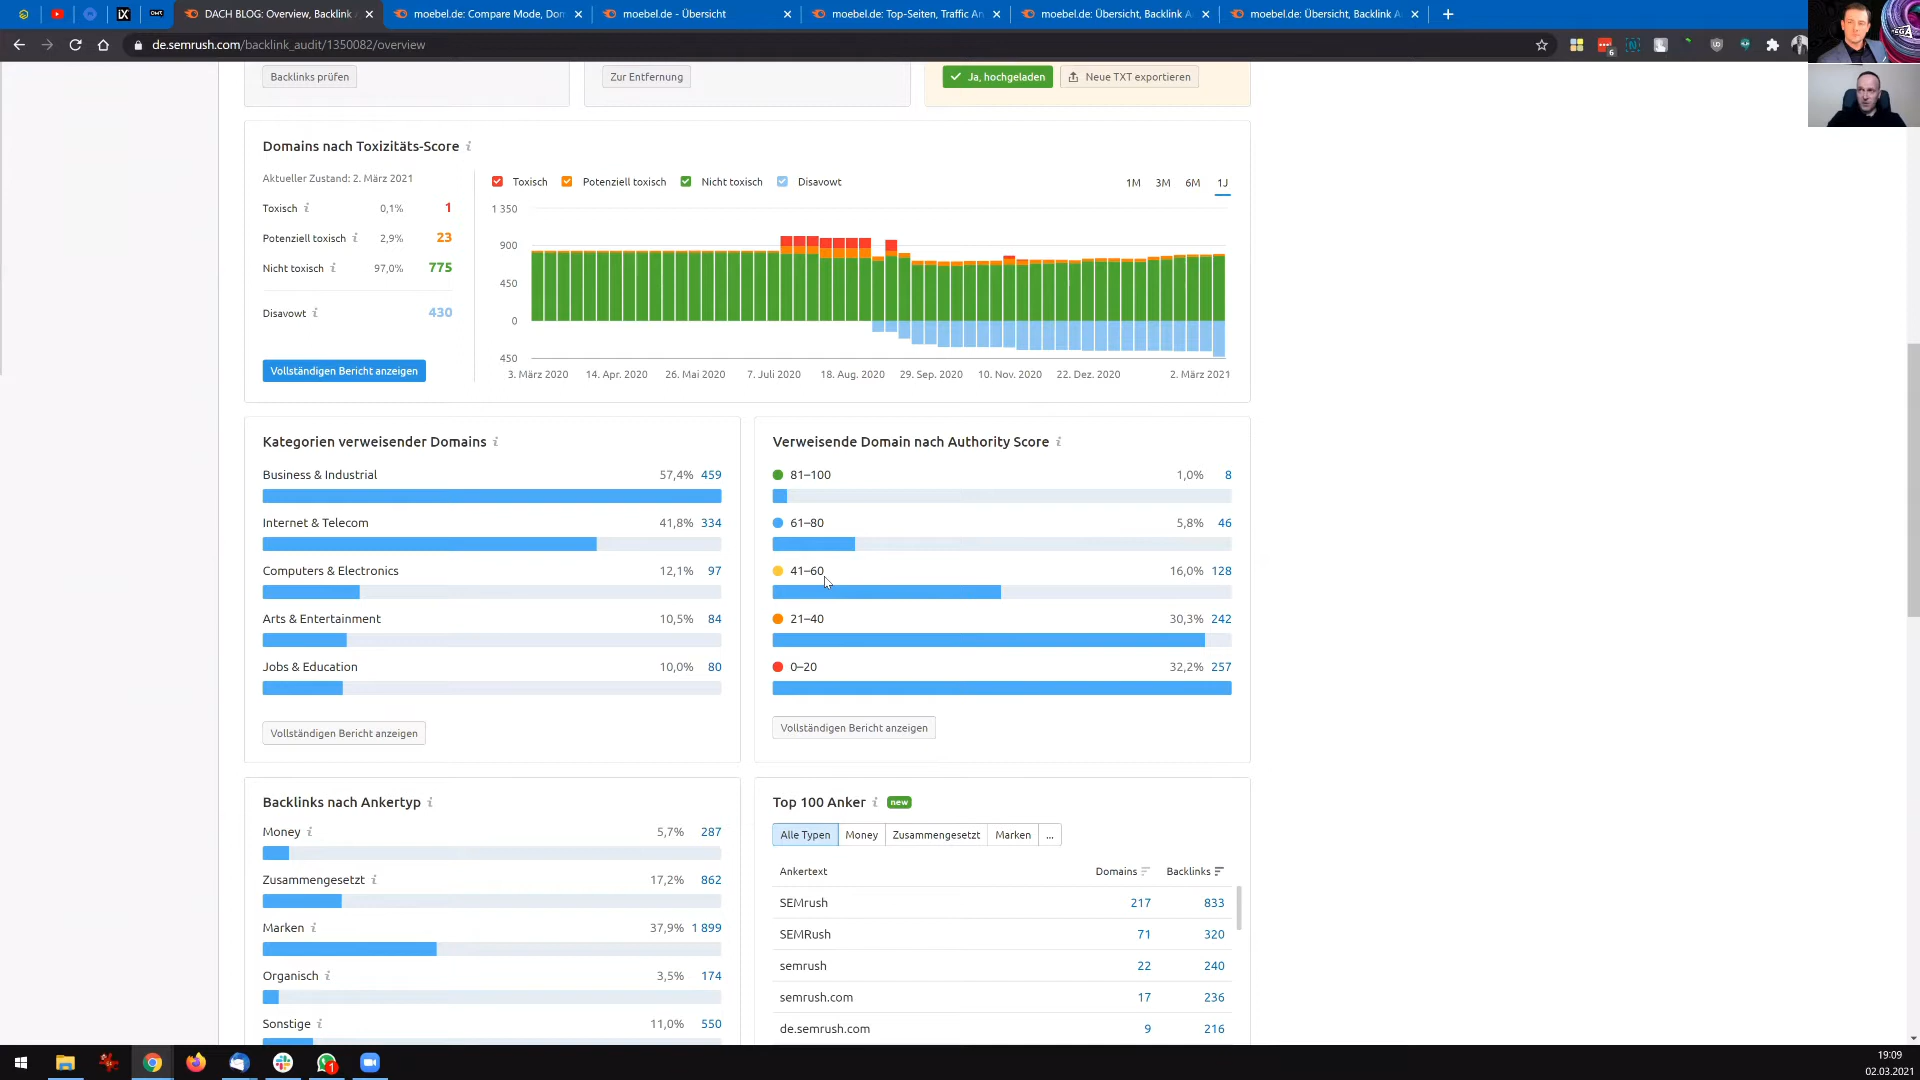 DACH BLOG: Overview, Backlink
moebel.de: Compare Mode, Dom
moebel.de - Übersicht
moebel.de: Top-Seiten, Traffic An
moebel.de: Übersicht, Backlink A
moebel.de: Übersicht, Backlink A
de.semrush.com/backlink_audit/1350082/overview
Backlinks prüfen
Zur Entfernung
Ja, hochgeladen
Neue TXT exportieren
Domains nach Toxizitäts-Score
Aktueller Zustand: 2. März 2021
Toxisch 0,1% 1
Potenziell toxisch 2,9% 23
Nicht toxisch 97,0% 775
Disavowt 430
Vollständigen Bericht anzeigen
Toxisch Potenziell toxisch Nicht toxisch Disavowt
1M 3M 6M 1J
1 350
900
450
0
450
3. März 2020 14. Apr. 2020 26. Mai 2020 7. Juli 2020 18. Aug. 2020 29. Sep. 2020 10. Nov. 2020 22. Dez. 2020 2. März 2021
Kategorien verweisender Domains
Business & Industrial 57,4% 459
Internet & Telecom 41,8% 334
Computers & Electronics 12,1% 97
Arts & Entertainment 10,5% 84
Jobs & Education 10,0% 80
Vollständigen Bericht anzeigen
Verweisende Domain nach Authority Score
81–100 1,0% 8
61–80 5,8% 46
41–60 16,0% 128
21–40 30,3% 242
0–20 32,2% 257
Vollständigen Bericht anzeigen
Backlinks nach Ankertyp
Money 5,7% 287
Zusammengesetzt 17,2% 862
Marken 37,9% 1 899
Organisch 3,5% 174
Sonstige 11,0% 550
Top 100 Anker new
Alle Typen Money Zusammengesetzt Marken ...
Ankertext Domains Backlinks
SEMrush 217 833
SEMRush 71 320
semrush 22 240
semrush.com 17 236
de.semrush.com 9 216
19:09
02.03.2021